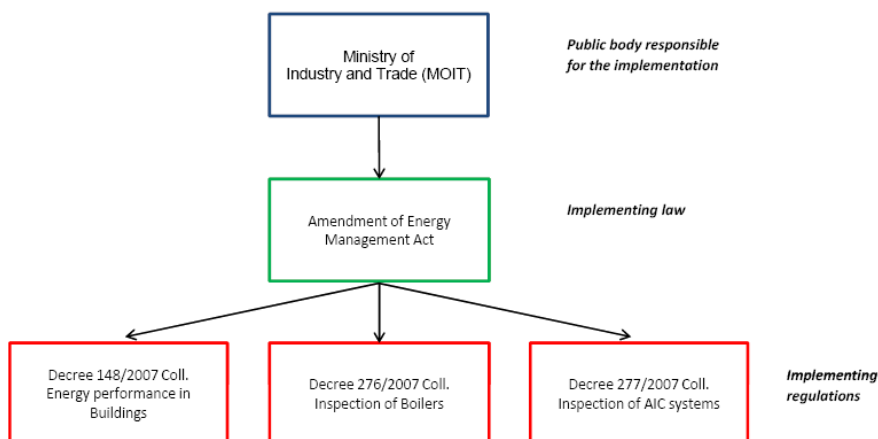 Ministry of
Industry and Trade (MOIT)
Public body responsible
for the implementation
Amendment of Energy
Management Act
Implementing law
Decree 148/2007 Coll.
Energy performance in
Buildings
Decree 276/2007 Coll.
Inspection of Boilers
Decree 277/2007 Coll.
Inspection of AIC systems
Implementing
regulations